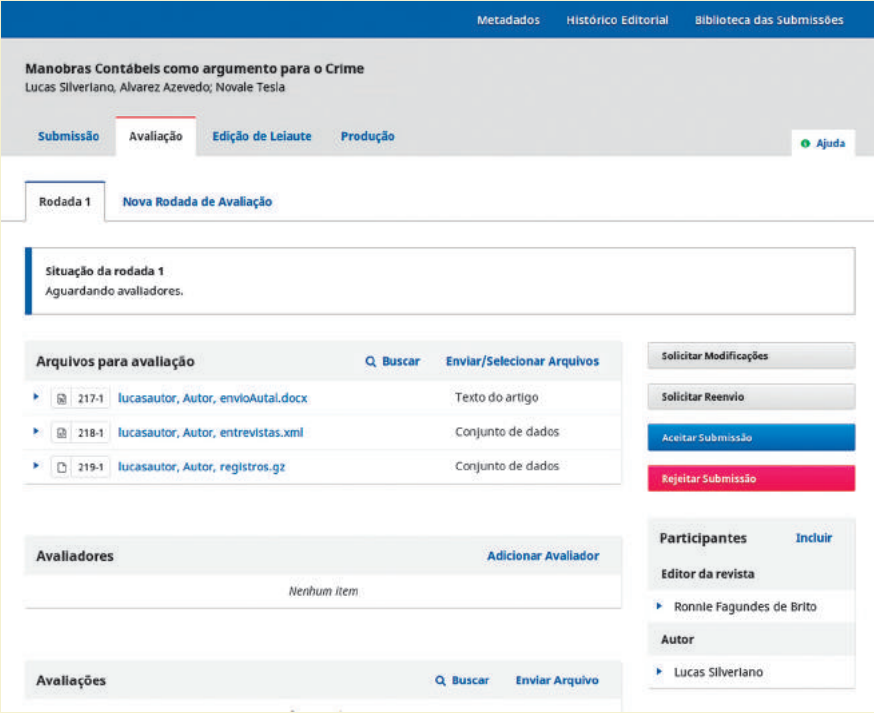 Metadados Histórico Editorial Biblioteca das Submissões
Manobras Contábeis como argumento para o Crime
Lucas Silveriano, Alvarez Azevedo; Novale Tesla
Submissão Avaliação Edição de Leiaute Produção
Ajuda
Rodada 1 Nova Rodada de Avaliação
Situação da rodada 1
Aguardando avaliadores.
Arquivos para avaliação Buscar Enviar/Selecionar Arquivos
217-1 lucasautor, Autor, envioAutal.docx Texto do artigo
218-1 lucasautor, Autor, entrevistas.xml Conjunto de dados
219-1 lucasautor, Autor, registros.gz Conjunto de dados
Solicitar Modificações
Solicitar Reenvio
Aceitar Submissão
Rejeitar Submissão
Avaliadores Adicionar Avaliador
Nenhum item
Participantes Incluir
Editor da revista
Ronnie Fagundes de Brito
Autor
Lucas Silveriano
Avaliações Buscar Enviar Arquivo